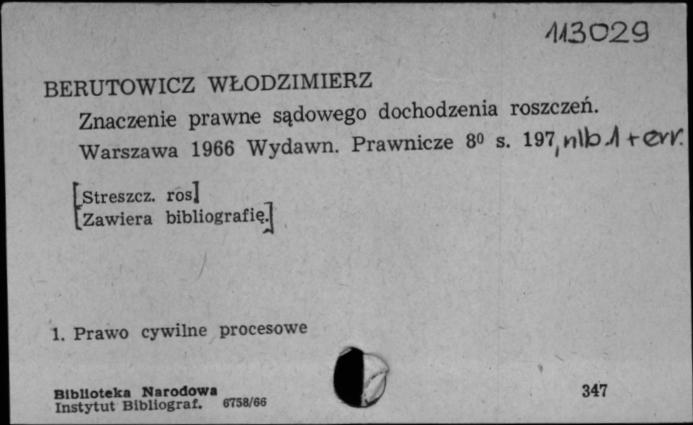 113029
BERUTOWICZ WŁODZIMIERZ
Znaczenie prawne sądowego dochodzenia roszczeń.
Warszawa 1966 Wydawn. Prawnicze 8⁰ s. 197, nlb 1 + err.
[Streszcz. ros]
[Zawiera bibliografię.]
1. Prawo cywilne procesowe
Biblioteka Narodowa
Instytut Bibliograf. 6758/66
347